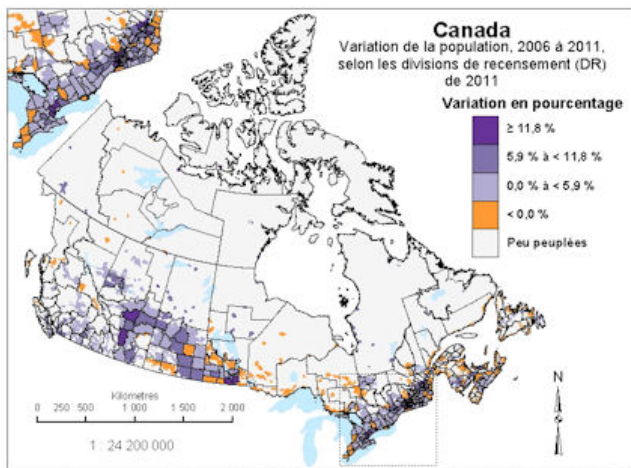 Canada
Variation de la population, 2006 à 2011,
selon les divisions de recensement (DR)
de 2011
Variation en pourcentage
≥ 11,8 %
5,9 % à < 11,8 %
0,0 % à < 5,9 %
< 0,0 %
Peu peuplées
Kilometres
0 250 500 1 000 1 500 2 000
1 : 24 200 000
N